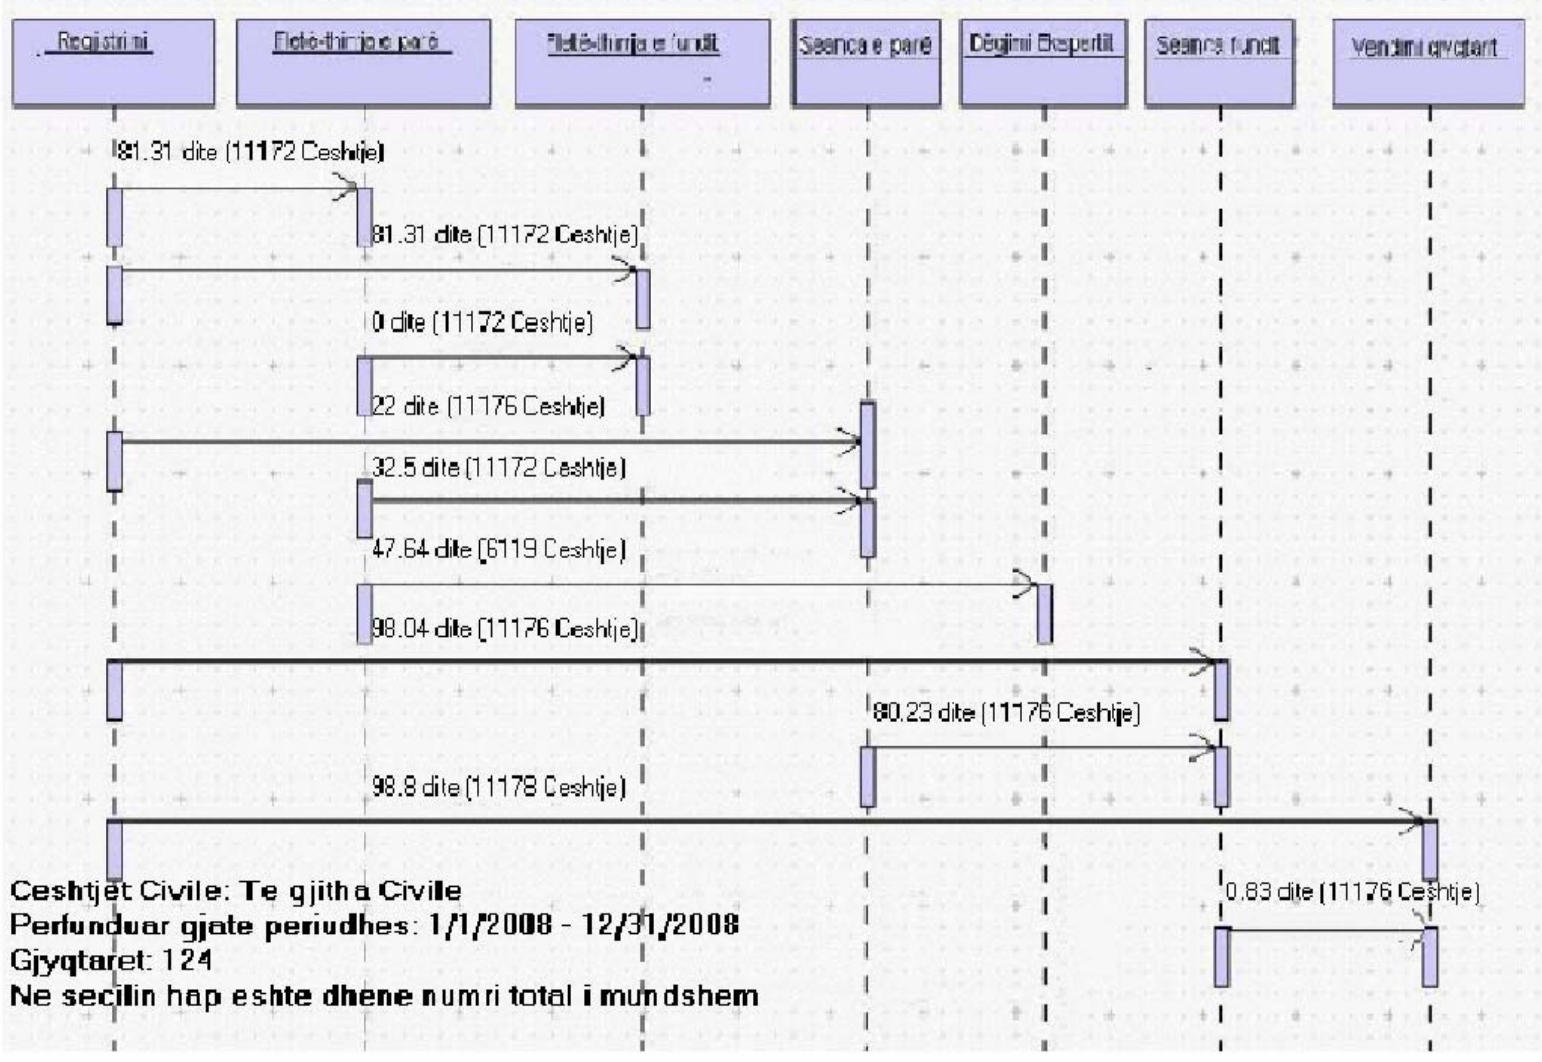 Registrimi
Fletë-thirrja e parë
Fletë-thirrja e fundit
Seanca e parë
Dërgimi Ekspertit
Seanca fundit
Vendimi
81.31 dite (11172 Ceshtje)
81.31 dite (11172 Ceshtje)
0 dite (11172 Ceshtje)
22 dite (11176 Ceshtje)
32.5 dite (11172 Ceshtje)
47.64 dite (6119 Ceshtje)
98.04 dite (11176 Ceshtje)
80.23 dite (11176 Ceshtje)
98.8 dite (11178 Ceshtje)
0.83 dite (11176 Ceshtje)
Ceshtjet Civile: Te gjitha Civile
Perfunduar gjate periudhes: 1/1/2008 - 12/31/2008
Gjyqtaret: 124
Ne secilin hap eshte dhene numri total i mundshem